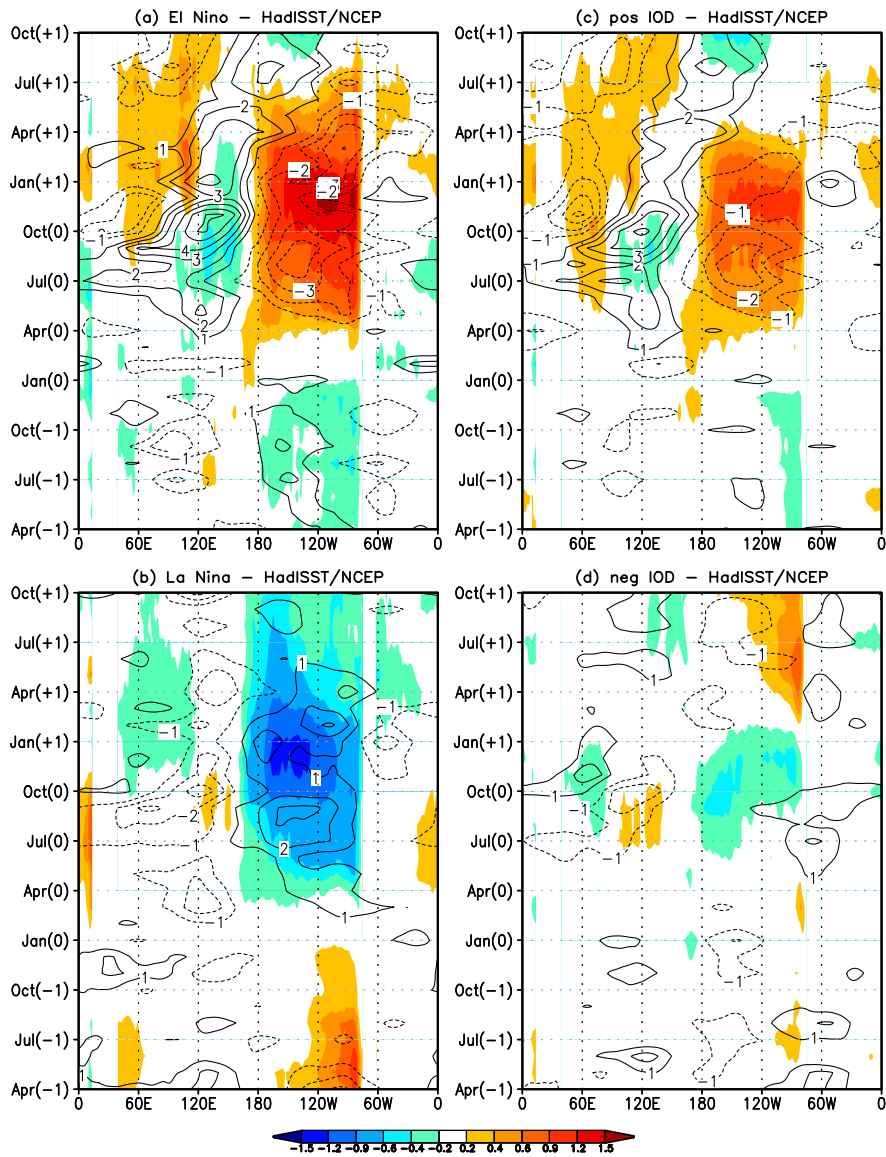 (a) El Nino – HadISST/NCEP
(c) pos IOD – HadISST/NCEP
Oct(+1)
Jul(+1)
Apr(+1)
Jan(+1)
Oct(0)
Jul(0)
Apr(0)
Jan(0)
Oct(−1)
Jul(−1)
Apr(−1)
0 60E 120E 180 120W 60W 0
−1
2
1
−2
−2
3
−1
4
3
2
−3
−1
2
1
−1
1
−1
Oct(+1)
Jul(+1)
Apr(+1)
Jan(+1)
Oct(0)
Jul(0)
Apr(0)
Jan(0)
Oct(−1)
Jul(−1)
Apr(−1)
0 60E 120E 180 120W 60W 0
−1
2
−1
−1
−1
1
3
2
−2
−1
1
(b) La Nina – HadISST/NCEP
(d) neg IOD – HadISST/NCEP
Oct(+1)
Jul(+1)
Apr(+1)
Jan(+1)
Oct(0)
Jul(0)
Apr(0)
Jan(0)
Oct(−1)
Jul(−1)
Apr(−1)
0 60E 120E 180 120W 60W 0
1
−1
−1
1
−2
−1
2
−1
1
1
1
Oct(+1)
Jul(+1)
Apr(+1)
Jan(+1)
Oct(0)
Jul(0)
Apr(0)
Jan(0)
Oct(−1)
Jul(−1)
Apr(−1)
0 60E 120E 180 120W 60W 0
−1
1
1
−1
−1
1
−1
1
1
−1
−1.5 −1.2 −0.9 −0.6 −0.4 −0.2 0.2 0.4 0.6 0.9 1.2 1.5